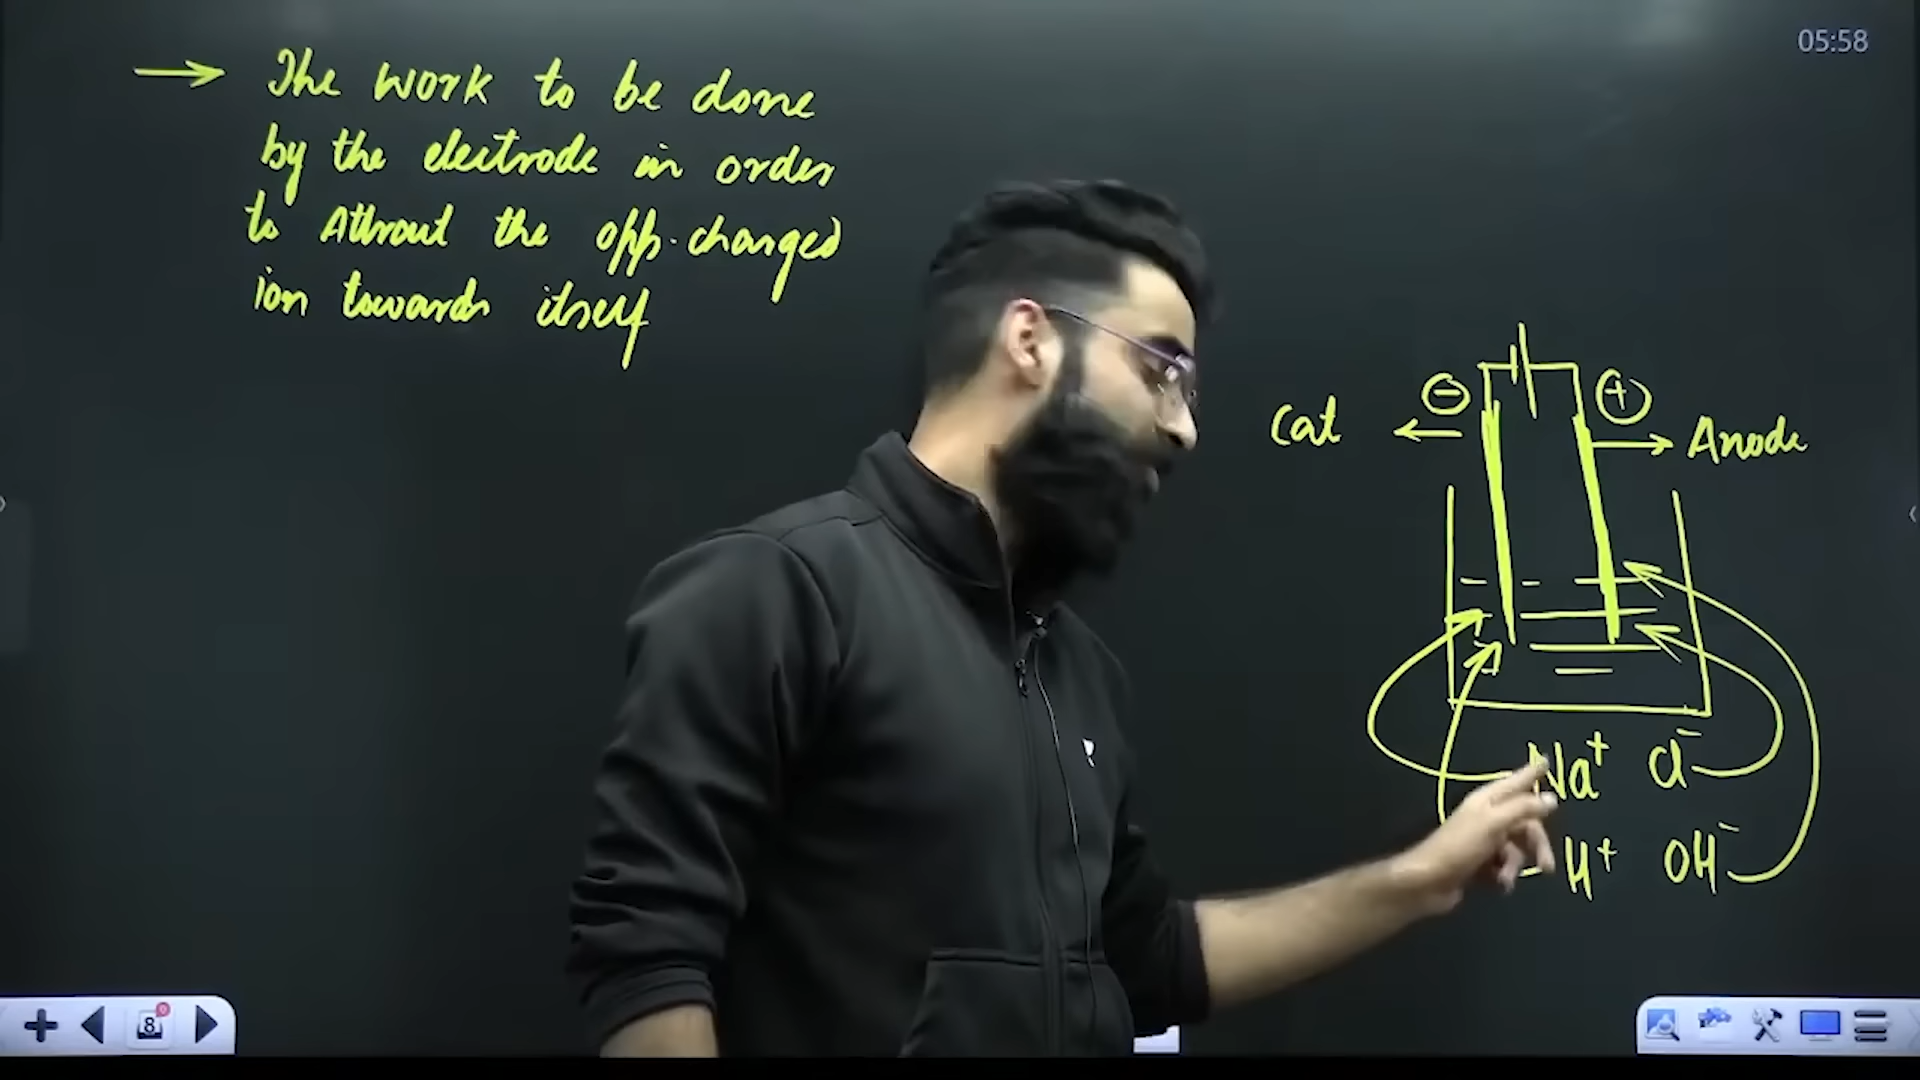 05:58
→ The work to be done
by the electrode in order
to Attract the opp. charged
ion towards itself
⊖ ⊕
Cat ← → Anode
Na⁺ Cl⁻
H⁺ OH⁻
8